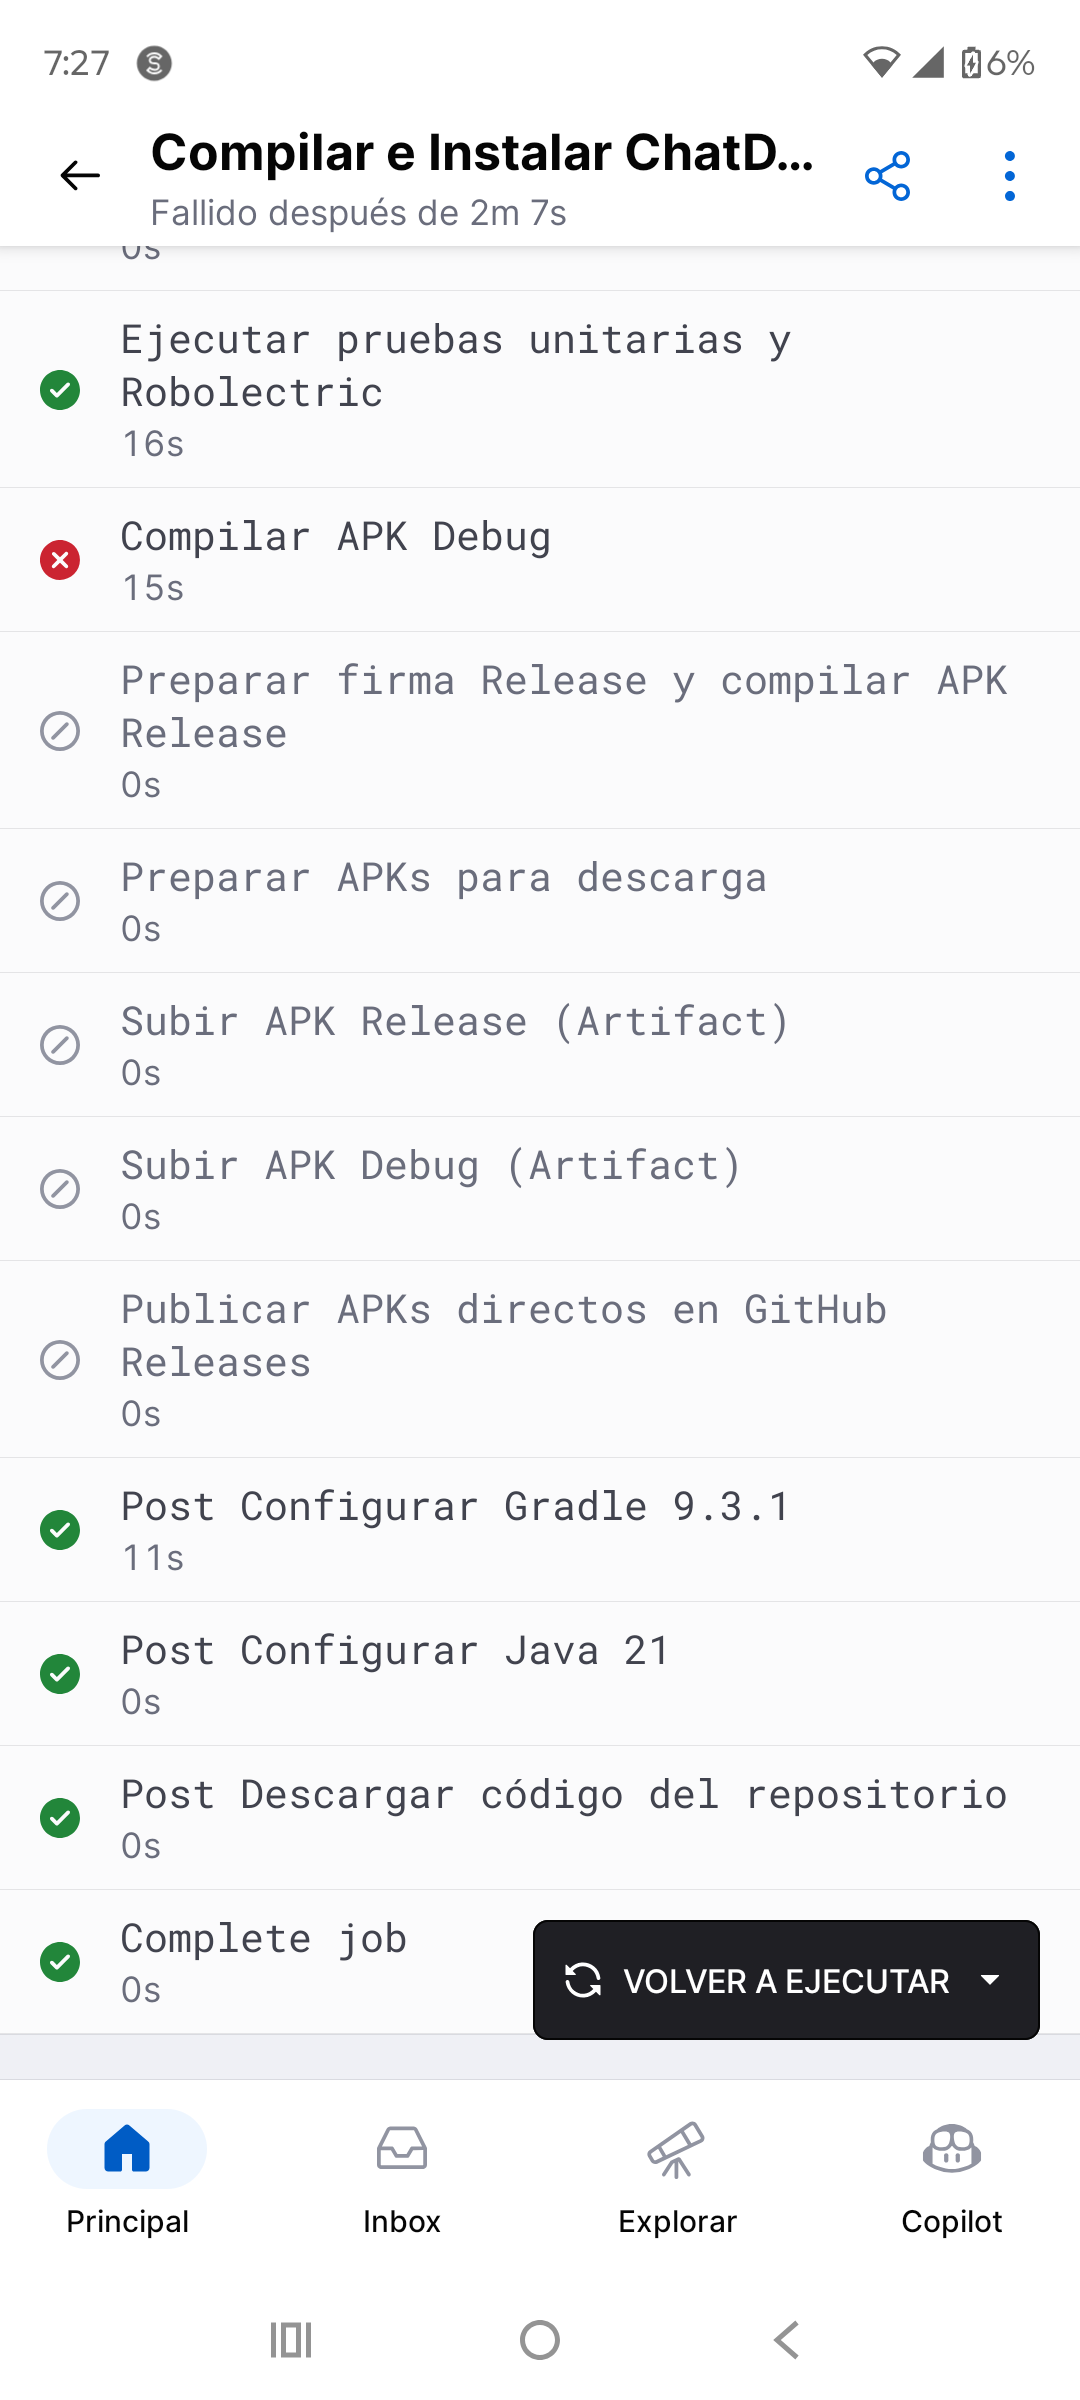 7:27
6%
Compilar e Instalar ChatD...
Fallido después de 2m 7s
0s
Ejecutar pruebas unitarias y
Robolectric
16s
Compilar APK Debug
15s
Preparar firma Release y compilar APK
Release
0s
Preparar APKs para descarga
0s
Subir APK Release (Artifact)
0s
Subir APK Debug (Artifact)
0s
Publicar APKs directos en GitHub
Releases
0s
Post Configurar Gradle 9.3.1
11s
Post Configurar Java 21
0s
Post Descargar código del repositorio
0s
Complete job
0s
VOLVER A EJECUTAR
Principal
Inbox
Explorar
Copilot